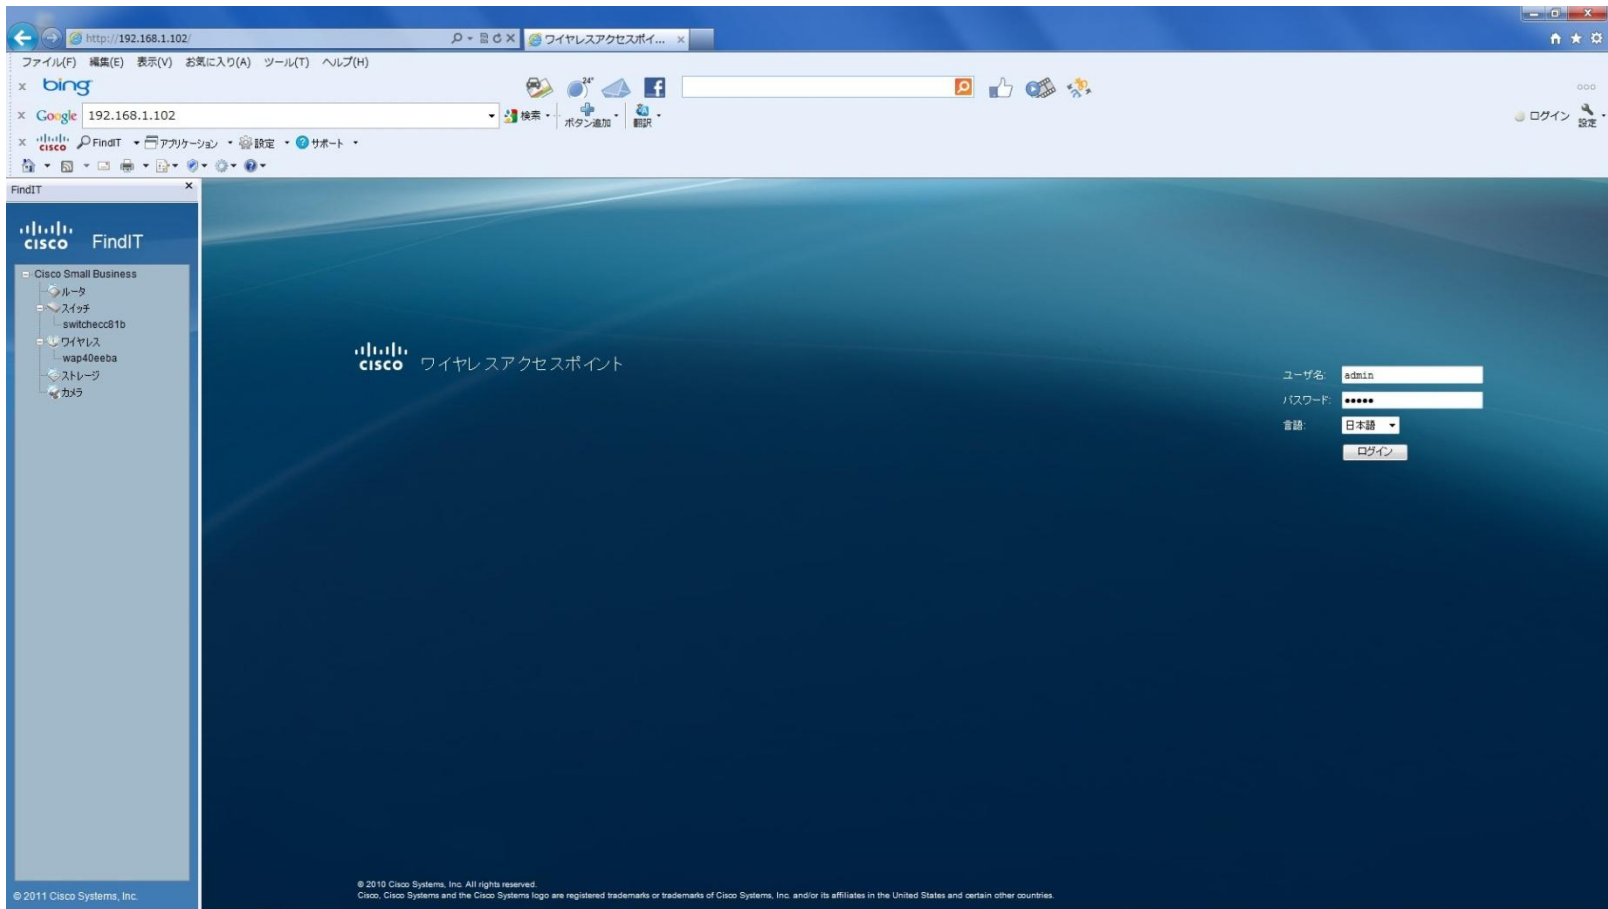 http://192.168.1.102/
ワイヤレスアクセスポイ...
ファイル(F) 編集(E) 表示(V) お気に入り(A) ツール(T) ヘルプ(H)
x bing 24°
x Google 192.168.1.102 検索 ボタン追加 翻訳 ログイン 設定
x cisco FindIT アプリケーション 設定 サポート
FindIT
cisco FindIT
Cisco Small Business
ルータ
スイッチ
switchecc81b
ワイヤレス
wap40eeba
ストレージ
カメラ
© 2011 Cisco Systems, Inc.
cisco ワイヤレスアクセスポイント
ユーザ名: admin
パスワード: •••••
言語: 日本語
ログイン
© 2010 Cisco Systems, Inc. All rights reserved.
Cisco, Cisco Systems and the Cisco Systems logo are registered trademarks or trademarks of Cisco Systems, Inc. and/or its affiliates in the United States and certain other countries.